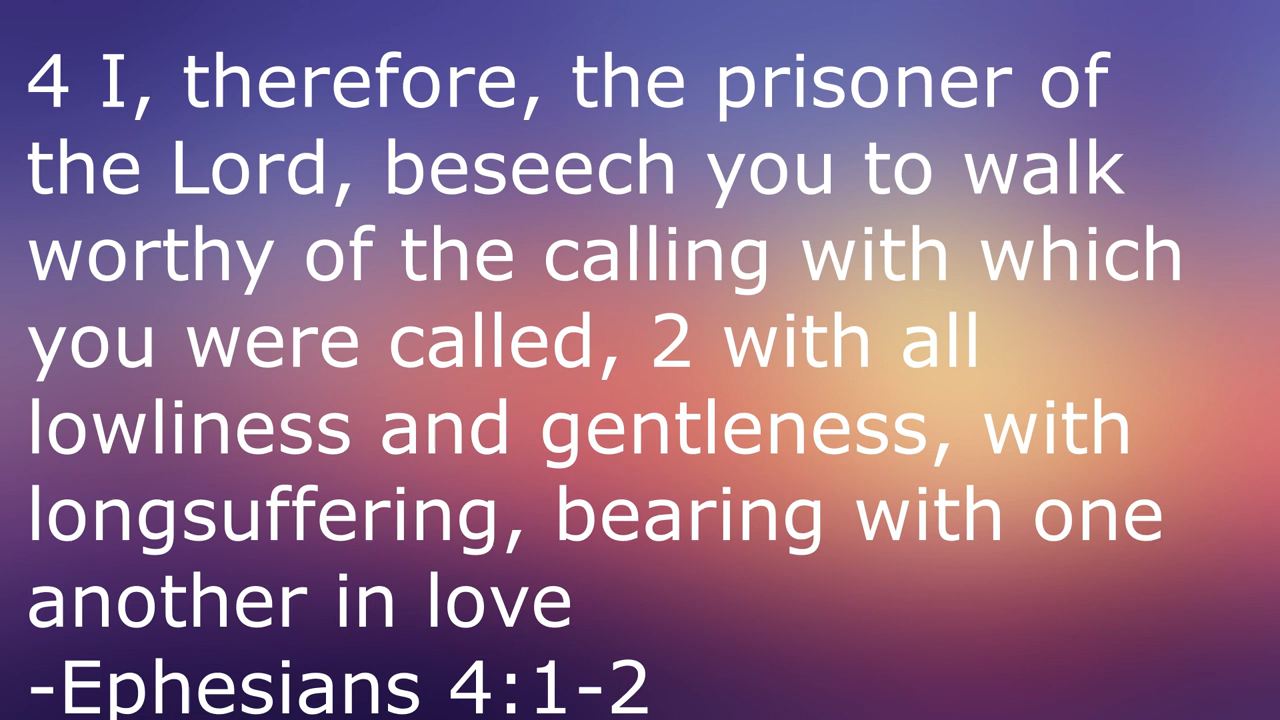 4 I, therefore, the prisoner of
the Lord, beseech you to walk
worthy of the calling with which
you were called, 2 with all
lowliness and gentleness, with
longsuffering, bearing with one
another in love
-Ephesians 4:1-2